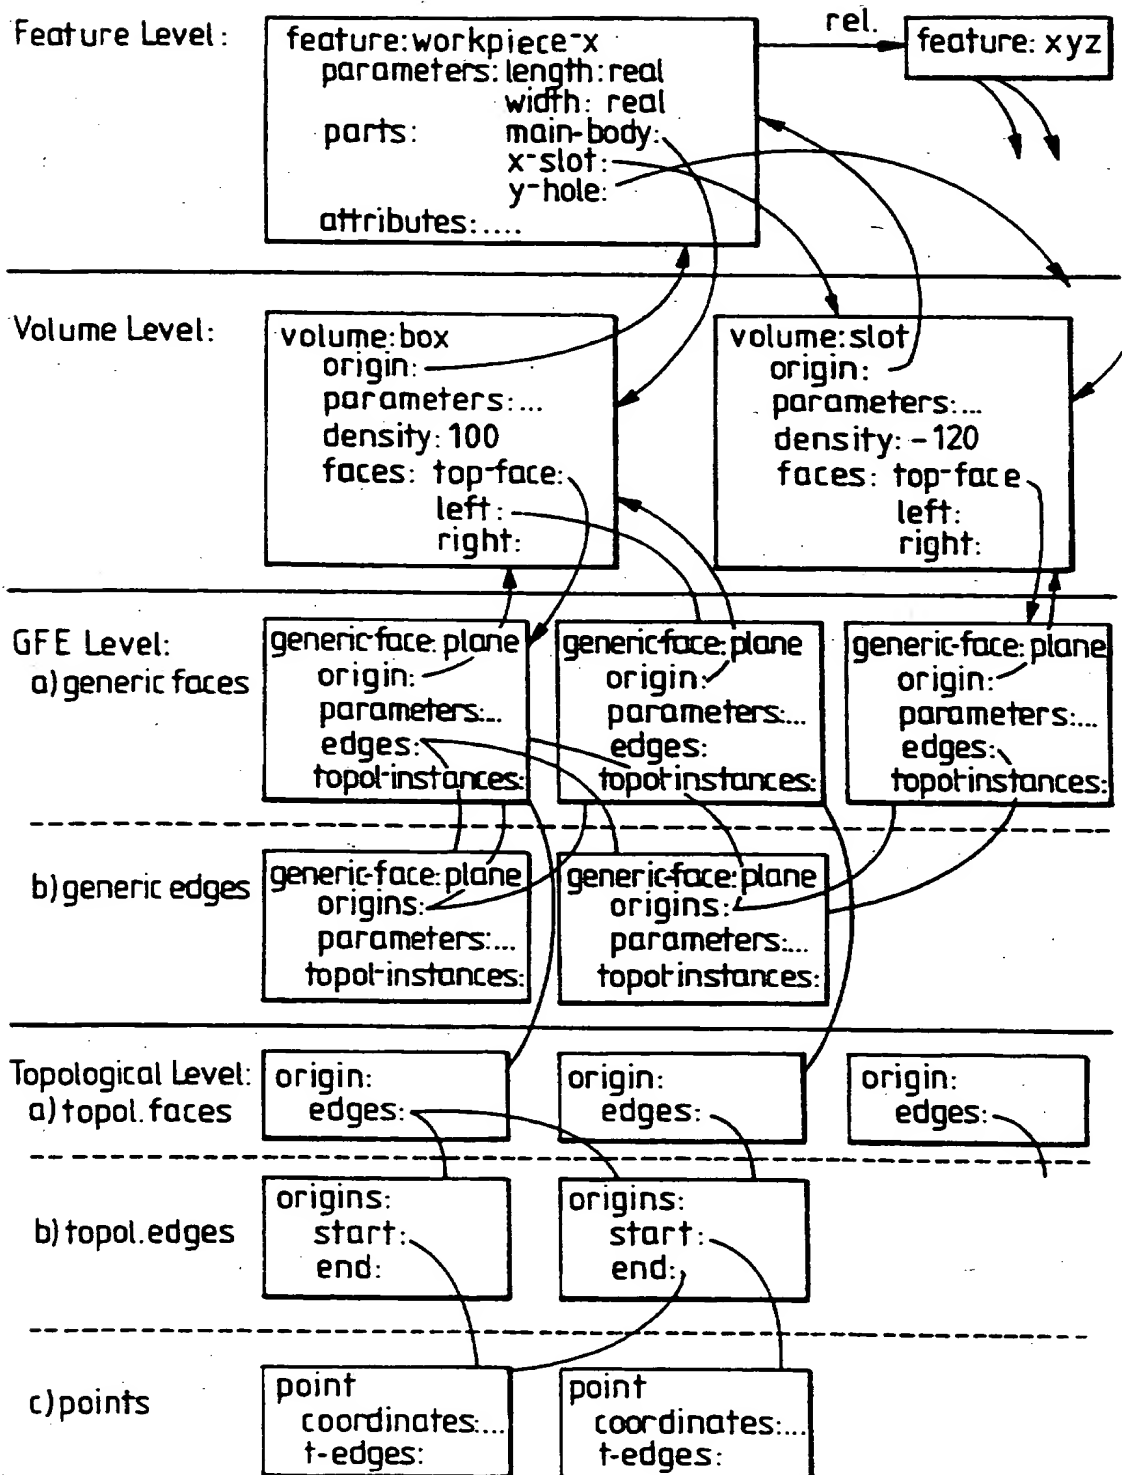 Feature Level:
feature:workpiece-x
parameters: length: real
width: real
parts: main-body:
x-slot:
y-hole:
attributes:....
rel.
feature: xyz
Volume Level:
volume:box
origin:
parameters:...
density: 100
faces: top-face:
left:
right:
volume:slot
origin:
parameters:...
density: -120
faces: top-face
left:
right:
GFE Level:
a) generic faces
generic-face: plane
origin:
parameters:...
edges:
topol-instances:
generic-face: plane
origin:
parameters:...
edges:
topol-instances:
generic-face: plane
origin:
parameters:...
edges:
topol-instances:
b) generic edges
generic-face: plane
origins:
parameters:...
topol-instances:
generic-face: plane
origins:
parameters:...
topol-instances:
Topological Level:
a) topol. faces
origin:
edges:
origin:
edges:
origin:
edges:
b) topol. edges
origins:
start:
end:
origins:
start:
end:
c) points
point
coordinates:...
t-edges:
point
coordinates:...
t-edges: